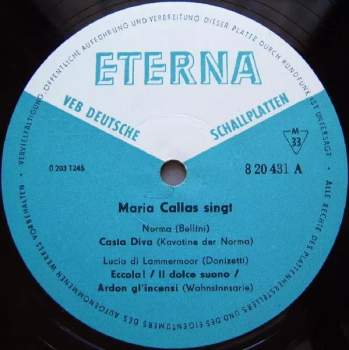 VERVIELFÄLTIGUNG, ÖFFENTLICHE AUFFÜHRUNG UND VERBREITUNG DIESER PLATTE DURCH RUNDFUNK IST UNTERSAGT · ALLE RECHTE DES PLATTENHERSTELLERS UND DES EIGENTÜMERS DES AUFGENOMMENEN WERKES VORBEHALTEN ·
ETERNA
VEB DEUTSCHE SCHALLPLATTEN
M
33
0 203 T245
8 20 431 A
Maria Callas singt
Norma (Bellini)
Casta Diva (Kavatine der Norma)
Lucia di Lammermoor (Donizetti)
Eccola! / Il dolce suono /
Ardon gl'incensi (Wahnsinnsarie)